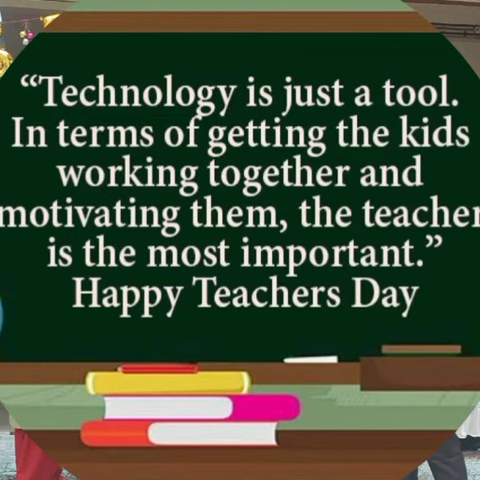 “Technology is just a tool.
In terms of getting the kids
working together and
motivating them, the teacher
is the most important.”
Happy Teachers Day